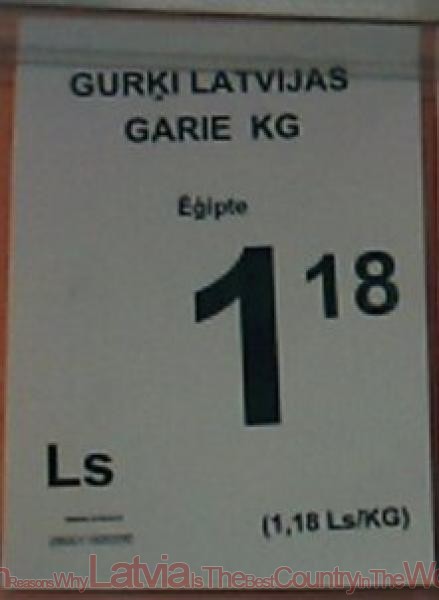 GURĶI LATVIJAS
GARIE KG
Ēģipte
1 18
Ls
(1,18 Ls/KG)
Reasons Why Latvia Is The Best Country In The